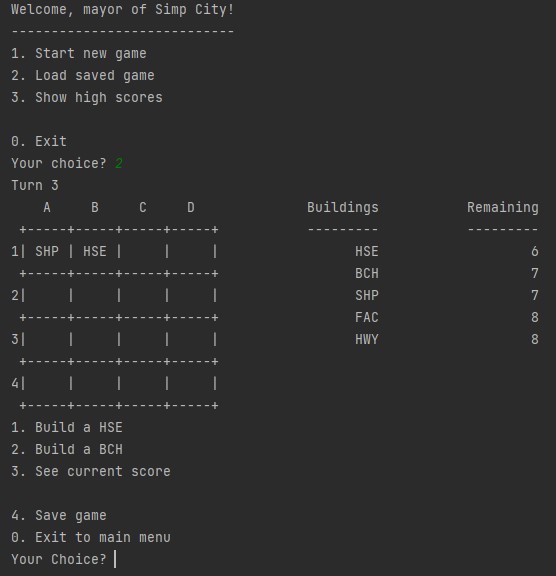 Welcome, mayor of Simp City!
----------------------------
1. Start new game
2. Load saved game
3. Show high scores

0. Exit
Your choice? 2
Turn 3
    A     B     C     D              Buildings           Remaining
 +-----+-----+-----+-----+           ---------           ---------
1| SHP | HSE |     |     |                 HSE                   6
 +-----+-----+-----+-----+                 BCH                   7
2|     |     |     |     |                 SHP                   7
 +-----+-----+-----+-----+                 FAC                   8
3|     |     |     |     |                 HWY                   8
 +-----+-----+-----+-----+
4|     |     |     |     |
 +-----+-----+-----+-----+
1. Build a HSE
2. Build a BCH
3. See current score

4. Save game
0. Exit to main menu
Your Choice?